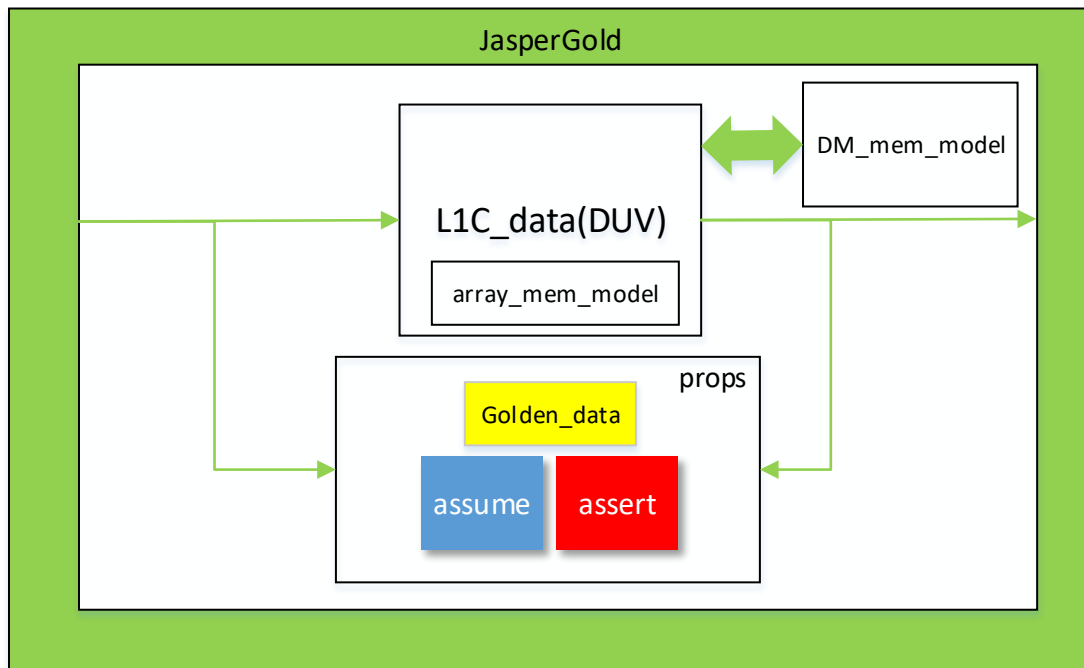 JasperGold
DM_mem_model
L1C_data(DUV)
array_mem_model
props
Golden_data
assume
assert